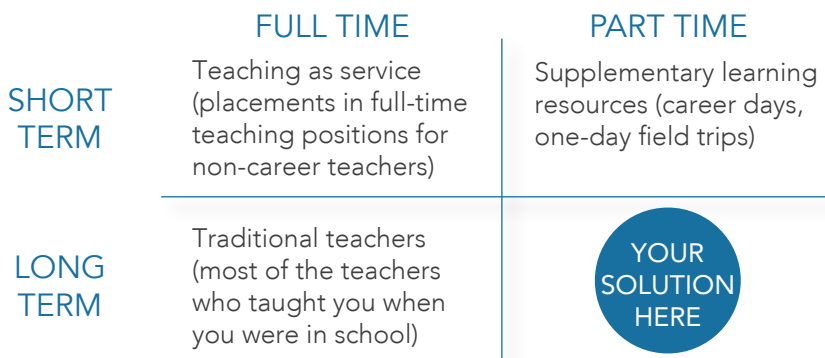 FULL TIME
PART TIME
SHORT
TERM
Teaching as service
(placements in full-time
teaching positions for
non-career teachers)
Supplementary learning
resources (career days,
one-day field trips)
LONG
TERM
Traditional teachers
(most of the teachers
who taught you when
you were in school)
YOUR
SOLUTION
HERE